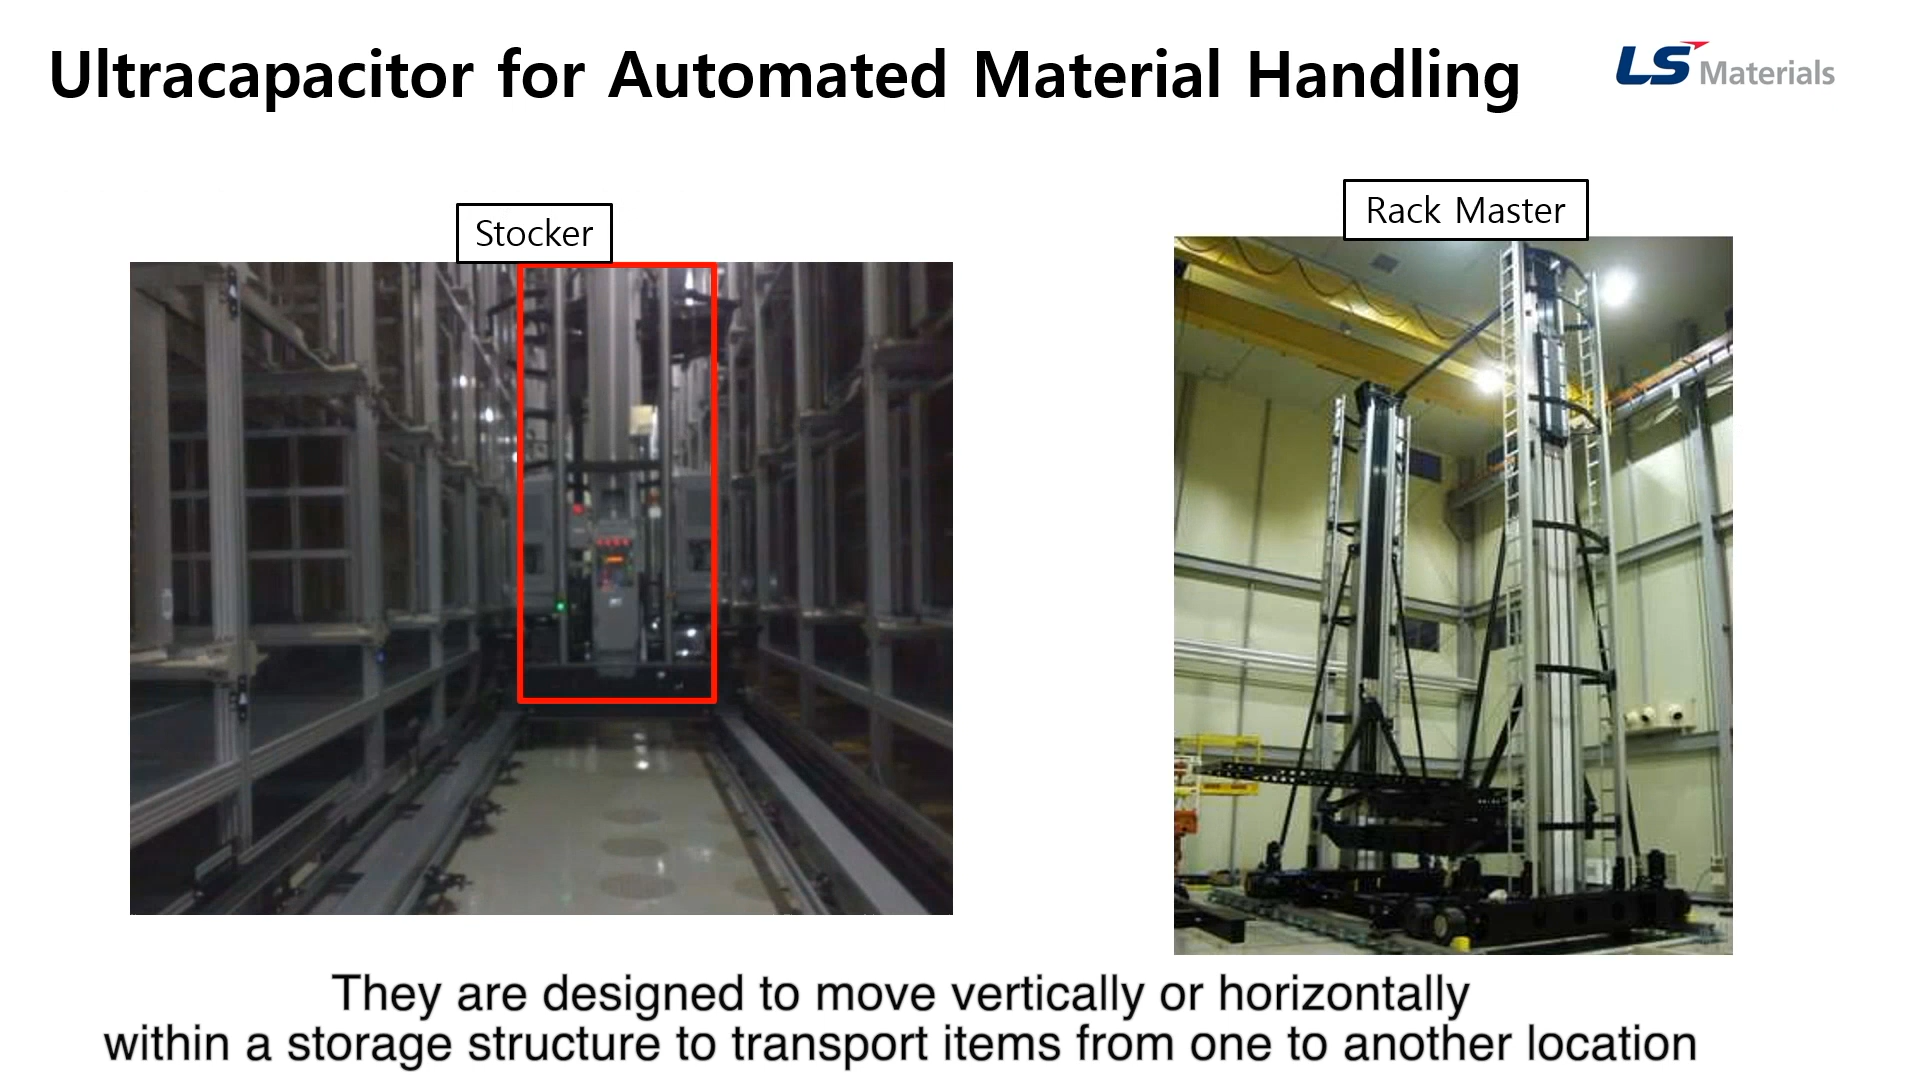 Ultracapacitor for Automated Material Handling
LS Materials
Stocker
Rack Master
They are designed to move vertically or horizontally
within a storage structure to transport items from one to another location